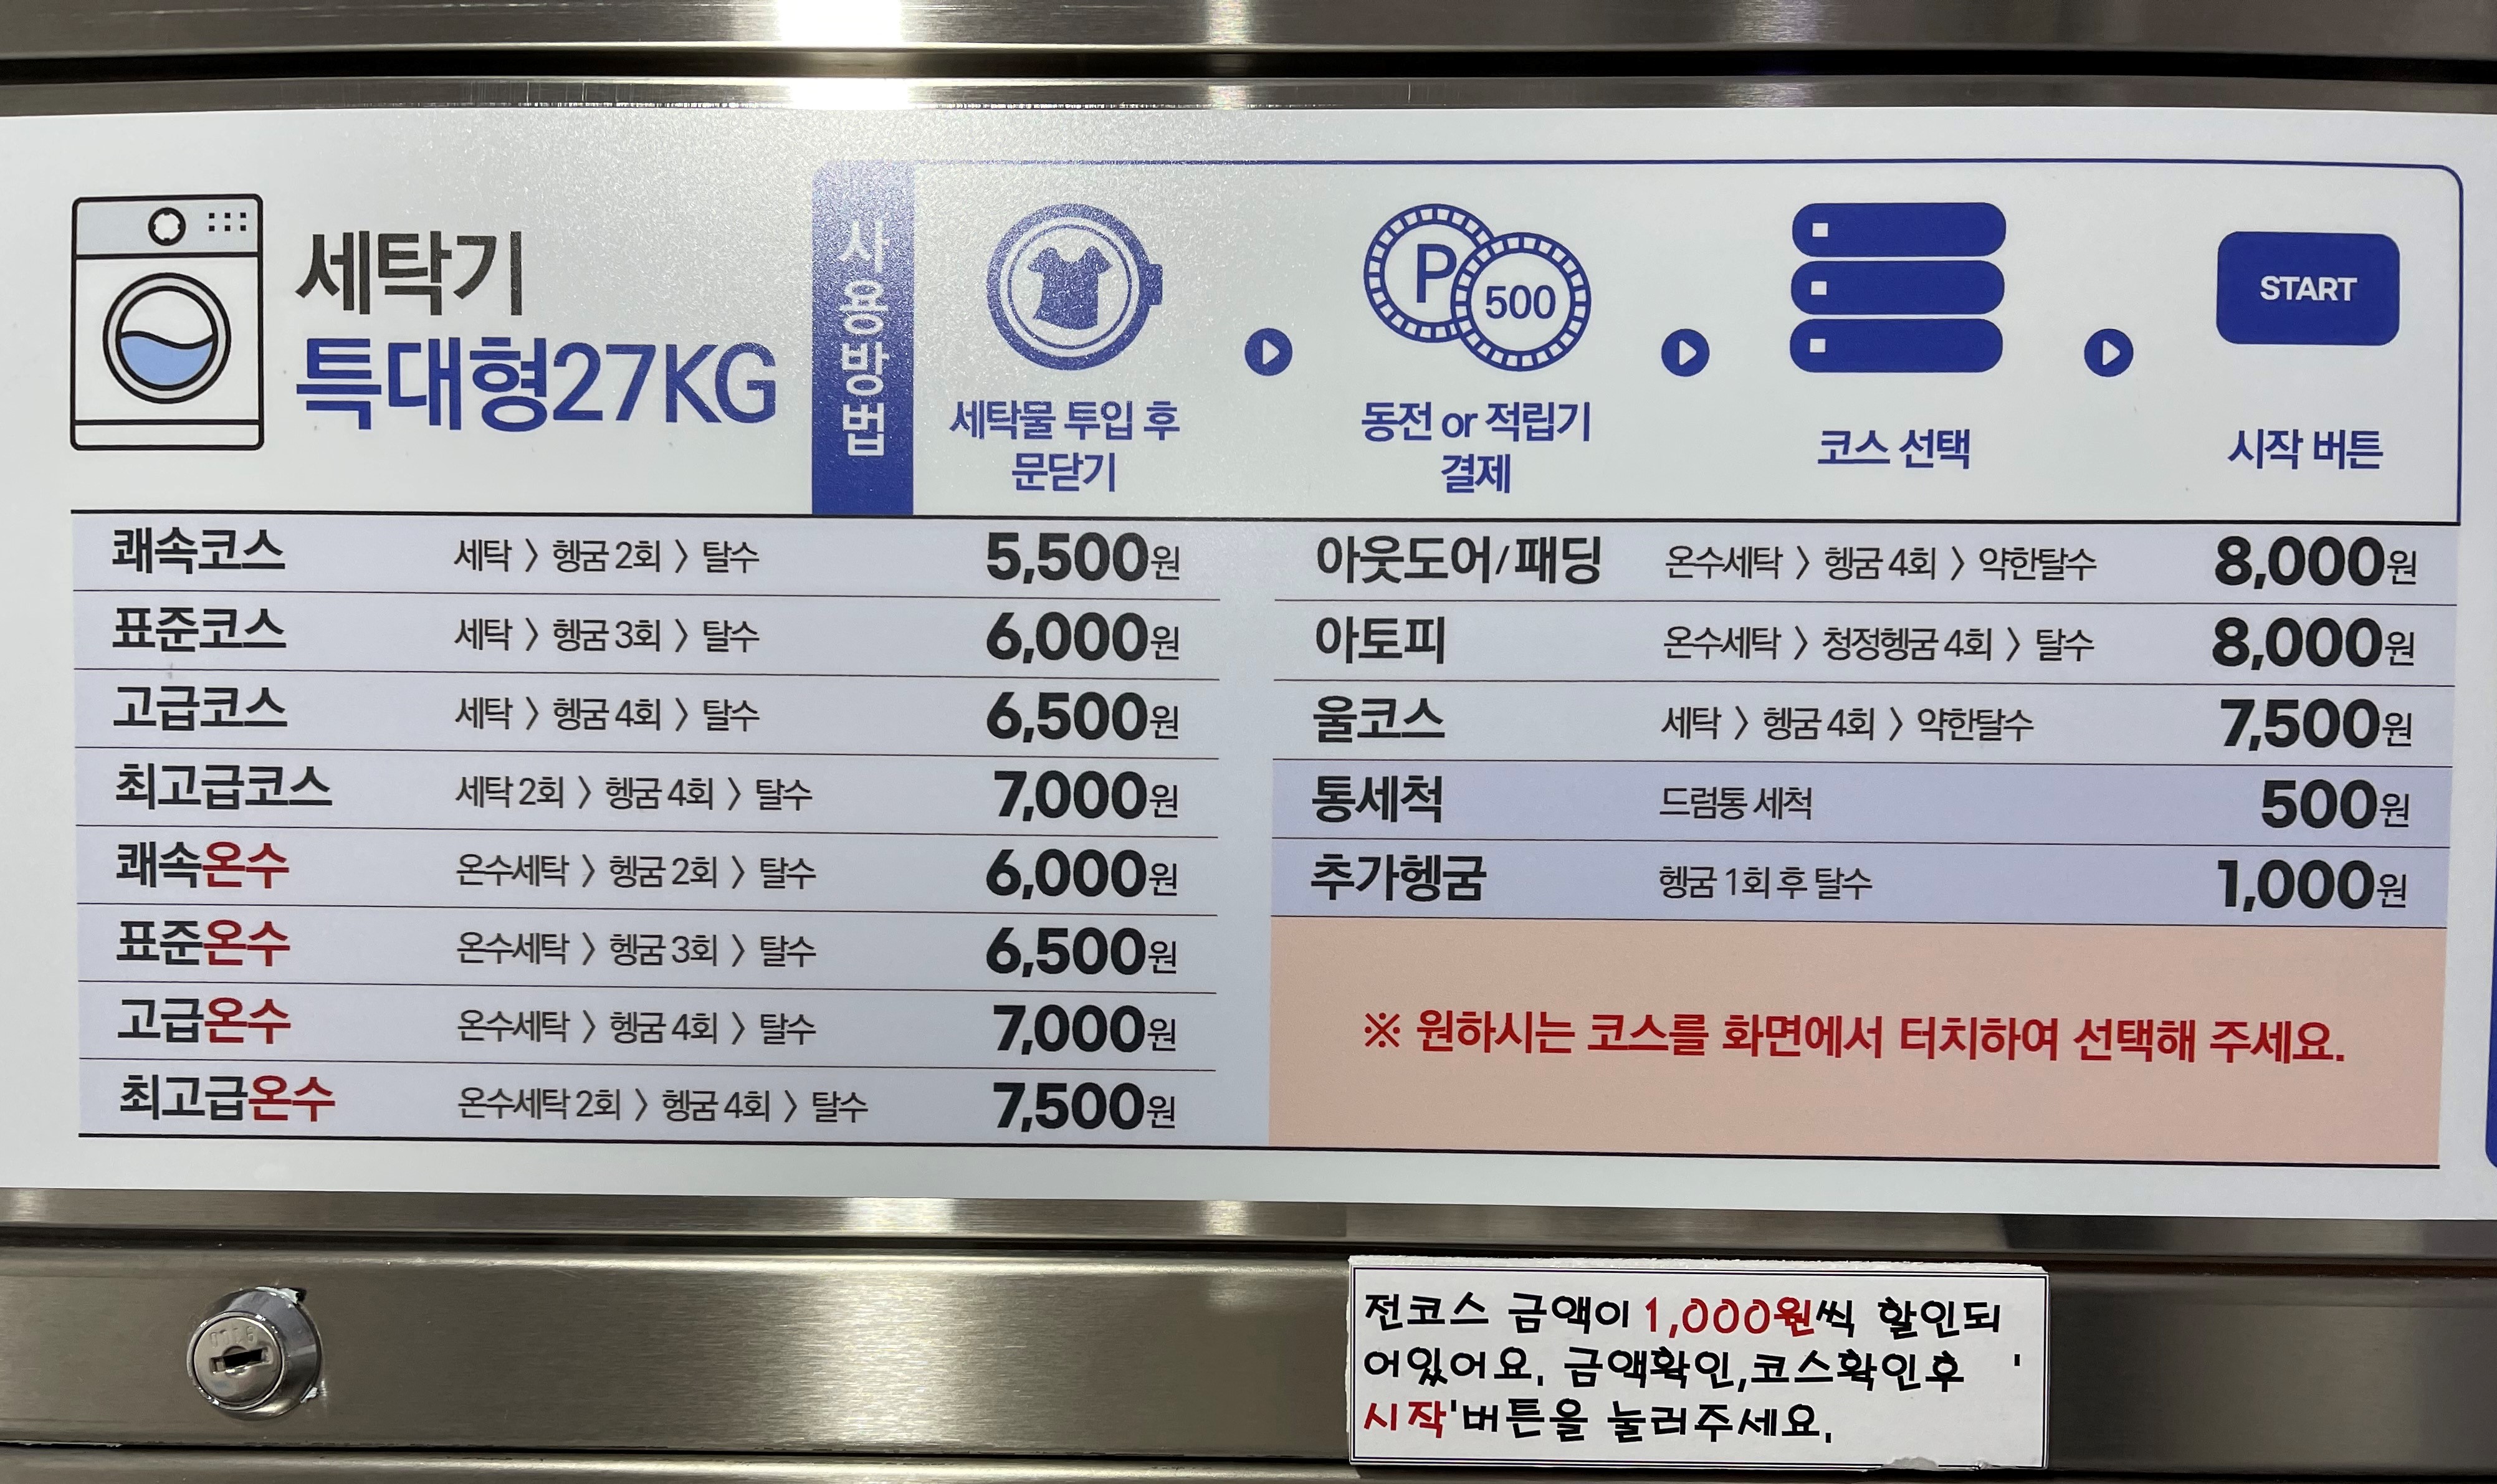 세탁기
특대형27KG
사용방법
세탁물 투입 후
문닫기
P 500
동전 or 적립기
결제
코스 선택
START
시작 버튼
쾌속코스 세탁 〉 헹굼 2회 〉 탈수 5,500원
표준코스 세탁 〉 헹굼 3회 〉 탈수 6,000원
고급코스 세탁 〉 헹굼 4회 〉 탈수 6,500원
최고급코스 세탁 2회 〉 헹굼 4회 〉 탈수 7,000원
쾌속온수 온수세탁 〉 헹굼 2회 〉 탈수 6,000원
표준온수 온수세탁 〉 헹굼 3회 〉 탈수 6,500원
고급온수 온수세탁 〉 헹굼 4회 〉 탈수 7,000원
최고급온수 온수세탁 2회 〉 헹굼 4회 〉 탈수 7,500원
아웃도어/패딩 온수세탁 〉 헹굼 4회 〉 약한탈수 8,000원
아토피 온수세탁 〉 청정헹굼 4회 〉 탈수 8,000원
울코스 세탁 〉 헹굼 4회 〉 약한탈수 7,500원
통세척 드럼통 세척 500원
추가헹굼 헹굼 1회 후 탈수 1,000원
※ 원하시는 코스를 화면에서 터치하여 선택해 주세요.
전코스 금액이 1,000원씩 할인되
어있어요. 금액확인,코스확인후 '
시작'버튼을 눌러주세요.